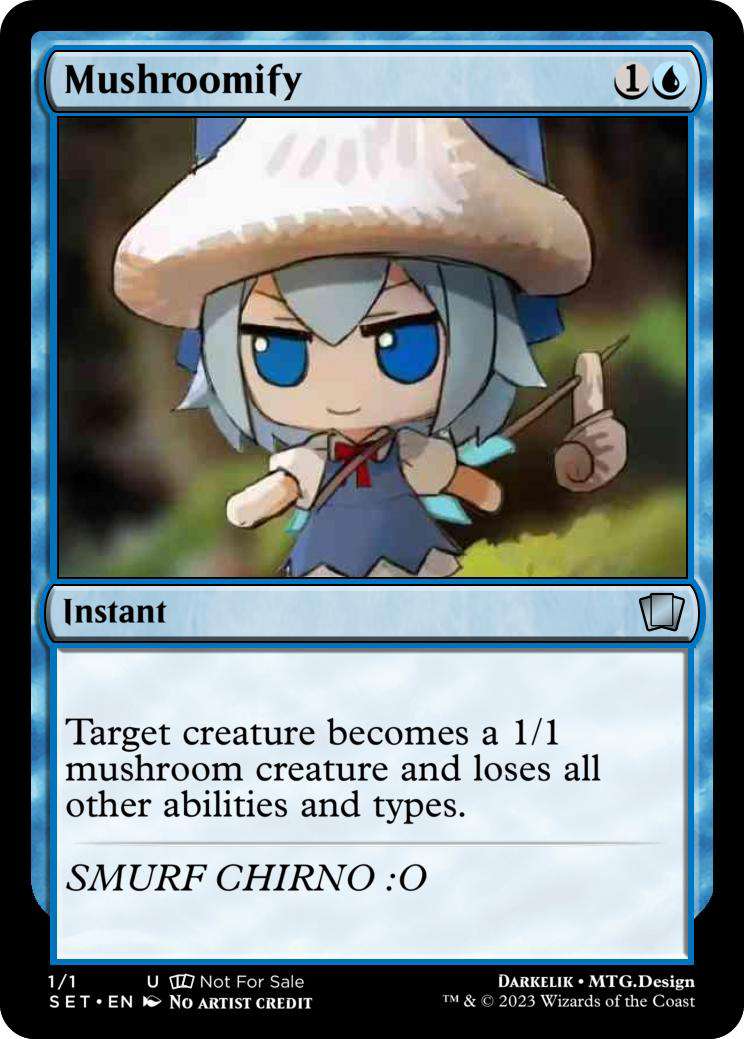 Mushroomify 1
Instant
Target creature becomes a 1/1
mushroom creature and loses all
other abilities and types.
SMURF CHIRNO :O
1/1 U Not For Sale DARKELIK • MTG.Design
SET • EN No artist credit ™ & © 2023 Wizards of the Coast